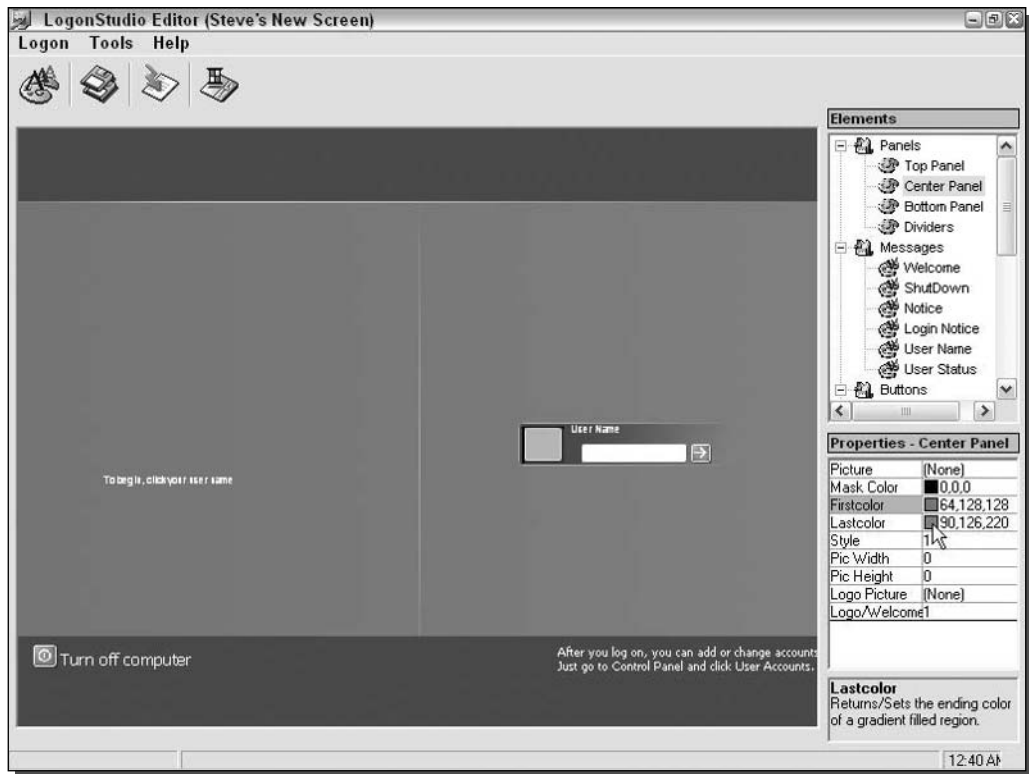 LogonStudio Editor (Steve's New Screen)
Logon Tools Help
Elements
Panels
Top Panel
Center Panel
Bottom Panel
Dividers
Messages
Welcome
ShutDown
Notice
Login Notice
User Name
User Status
Buttons
User Name
To begin, click your user name
Turn off computer
After you log on, you can add or change accounts
Just go to Control Panel and click User Accounts.
Properties - Center Panel
Picture (None)
Mask Color 0,0,0
Firstcolor 64,128,128
Lastcolor 90,126,220
Style 1
Pic Width 0
Pic Height 0
Logo Picture (None)
Logo/Welcome 1
Lastcolor
Returns/Sets the ending color
of a gradient filled region.
12:40 AM